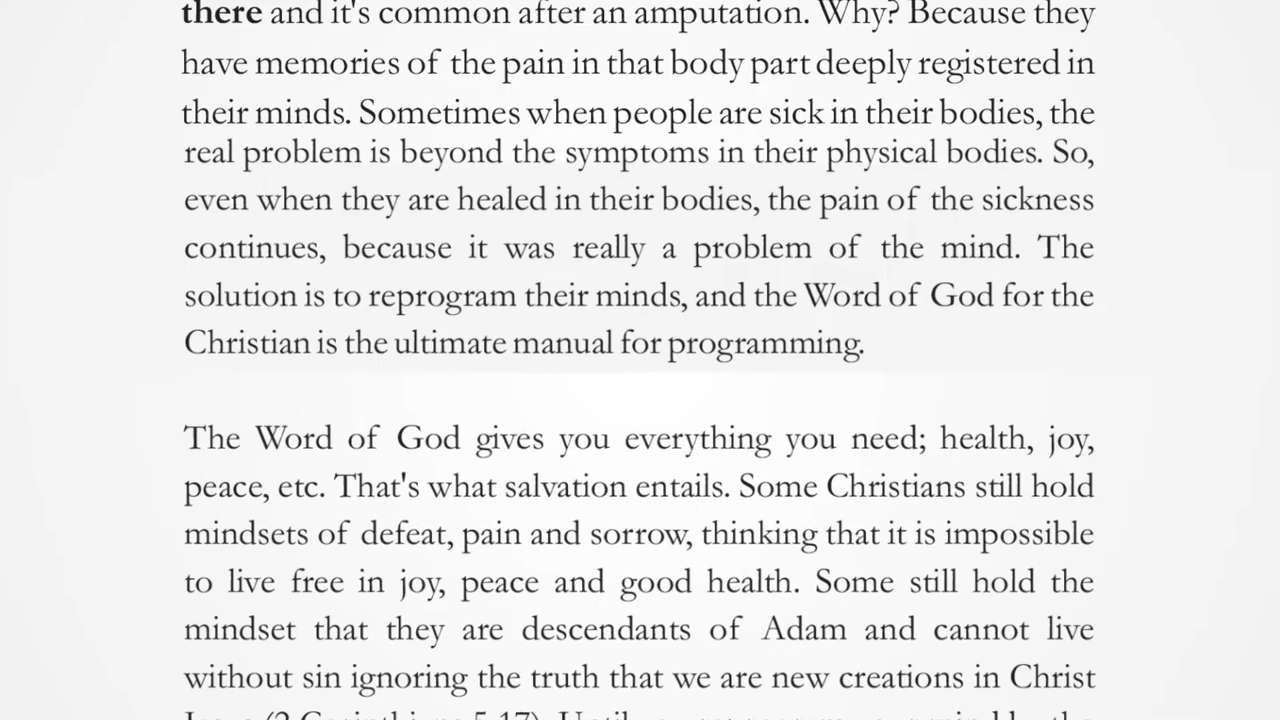 there and it's common after an amputation. Why? Because they
have memories of the pain in that body part deeply registered in
their minds. Sometimes when people are sick in their bodies, the
real problem is beyond the symptoms in their physical bodies. So,
even when they are healed in their bodies, the pain of the sickness
continues, because it was really a problem of the mind. The
solution is to reprogram their minds, and the Word of God for the
Christian is the ultimate manual for programming.
The Word of God gives you everything you need; health, joy,
peace, etc. That's what salvation entails. Some Christians still hold
mindsets of defeat, pain and sorrow, thinking that it is impossible
to live free in joy, peace and good health. Some still hold the
mindset that they are descendants of Adam and cannot live
without sin ignoring the truth that we are new creations in Christ
(2 Corinthians 5:17). Until